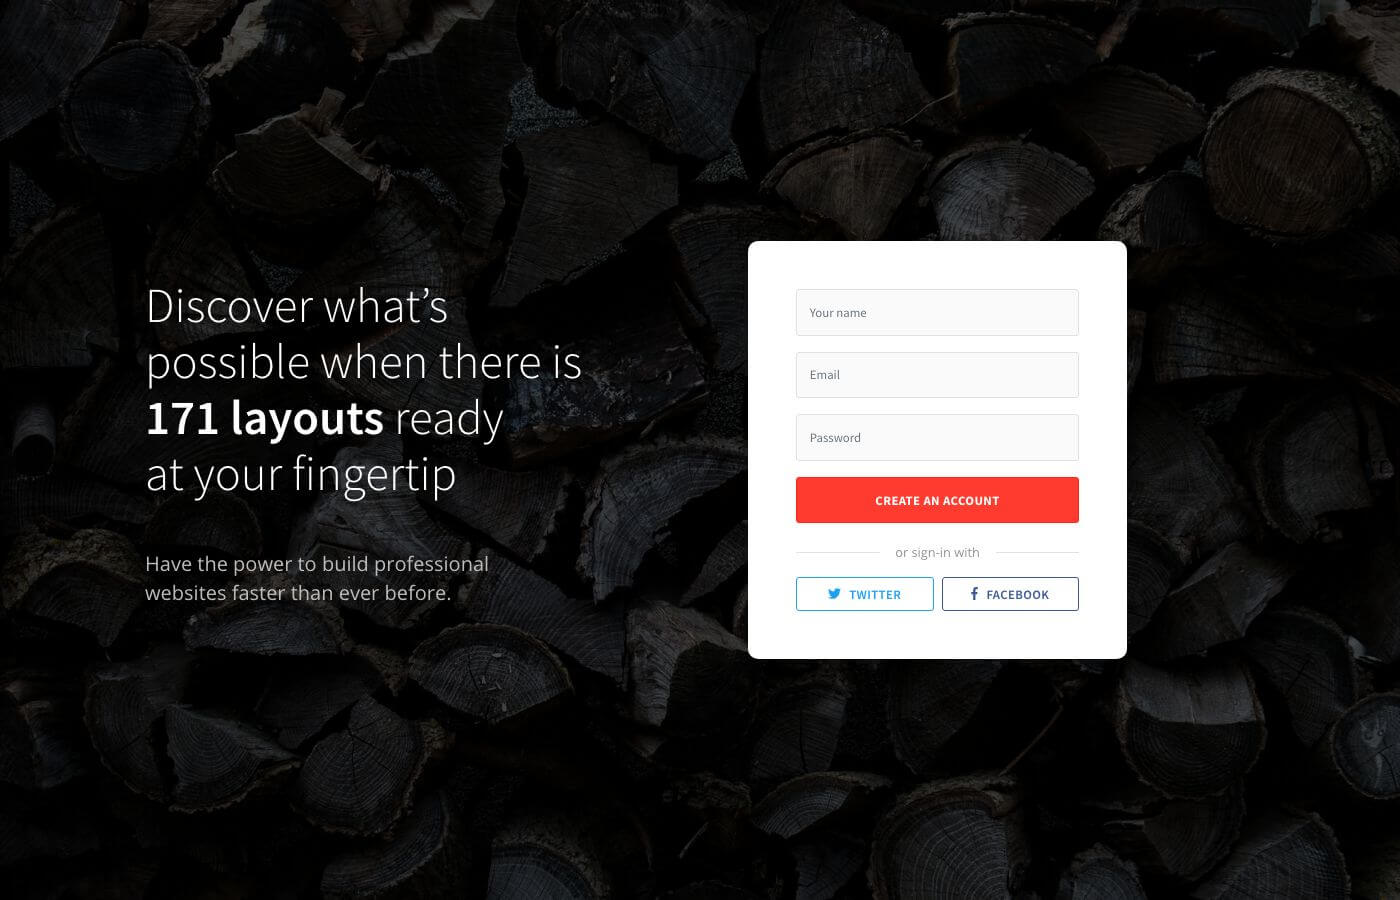 Discover what’s
possible when there is
171 layouts ready
at your fingertip
Have the power to build professional
websites faster than ever before.
Your name
Email
Password
CREATE AN ACCOUNT
or sign-in with
TWITTER
FACEBOOK